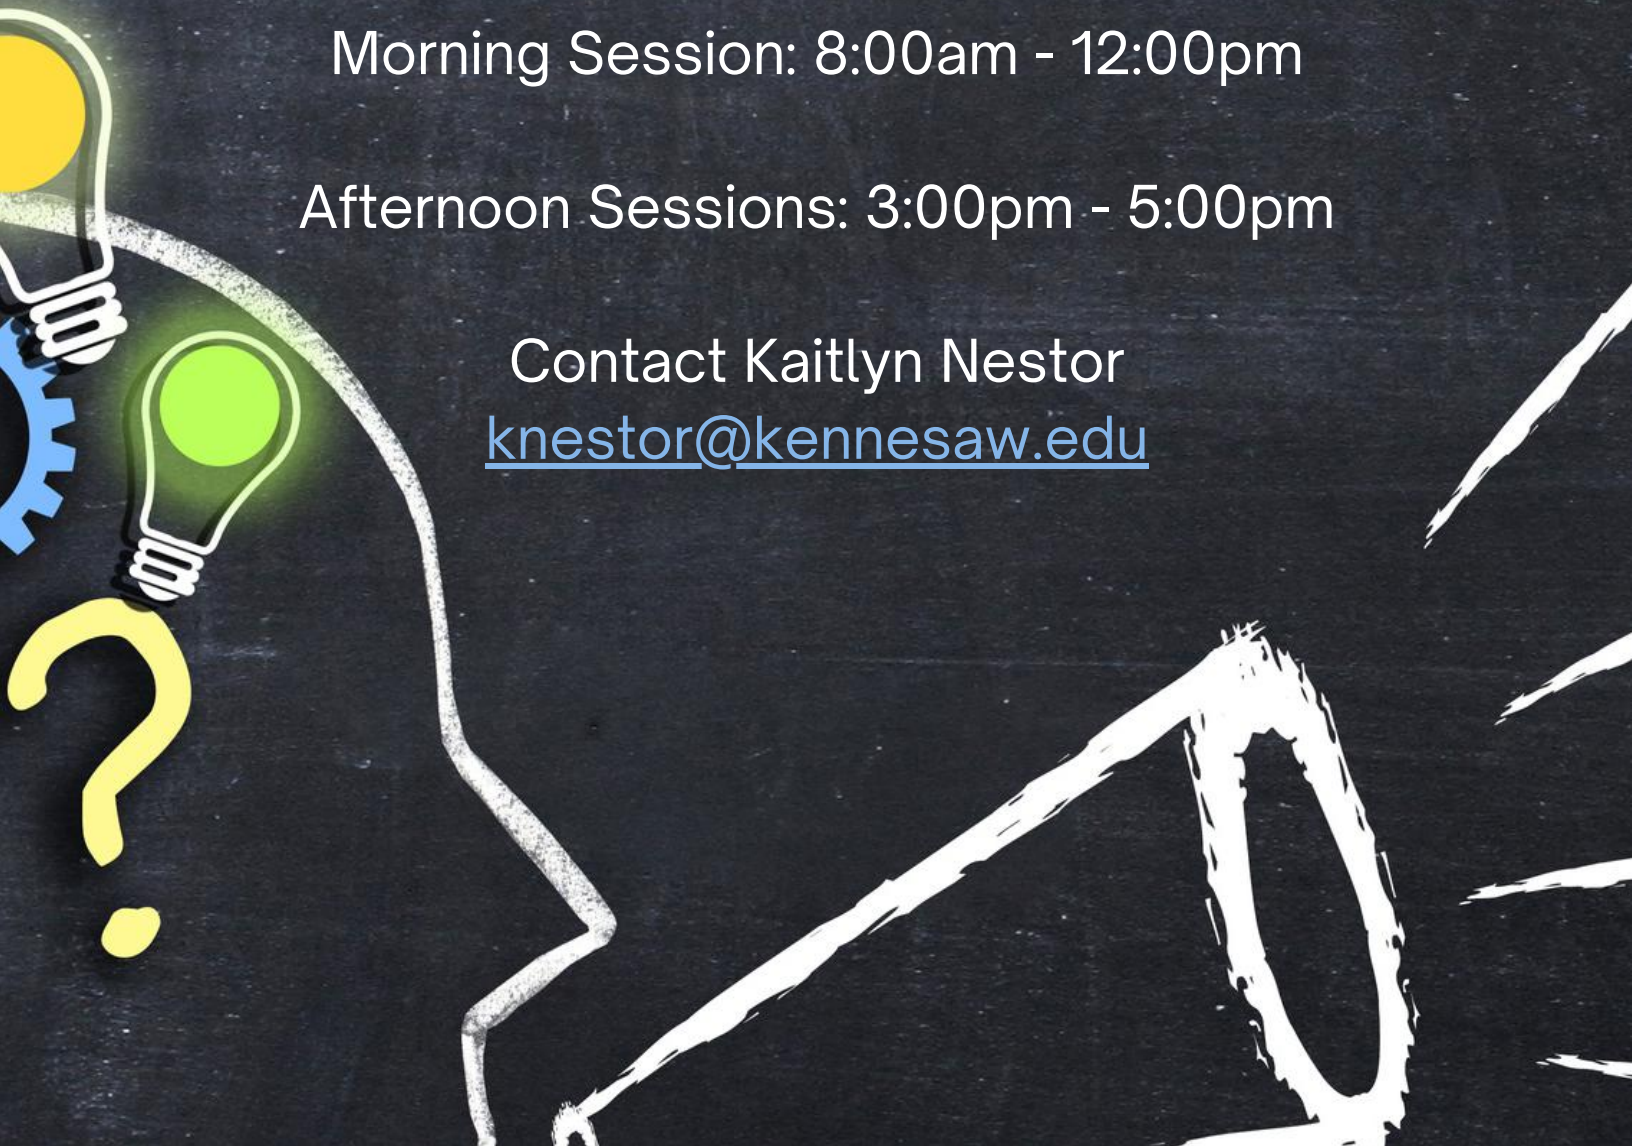 Morning Session: 8:00am - 12:00pm
Afternoon Sessions: 3:00pm - 5:00pm
Contact Kaitlyn Nestor
knestor@kennesaw.edu